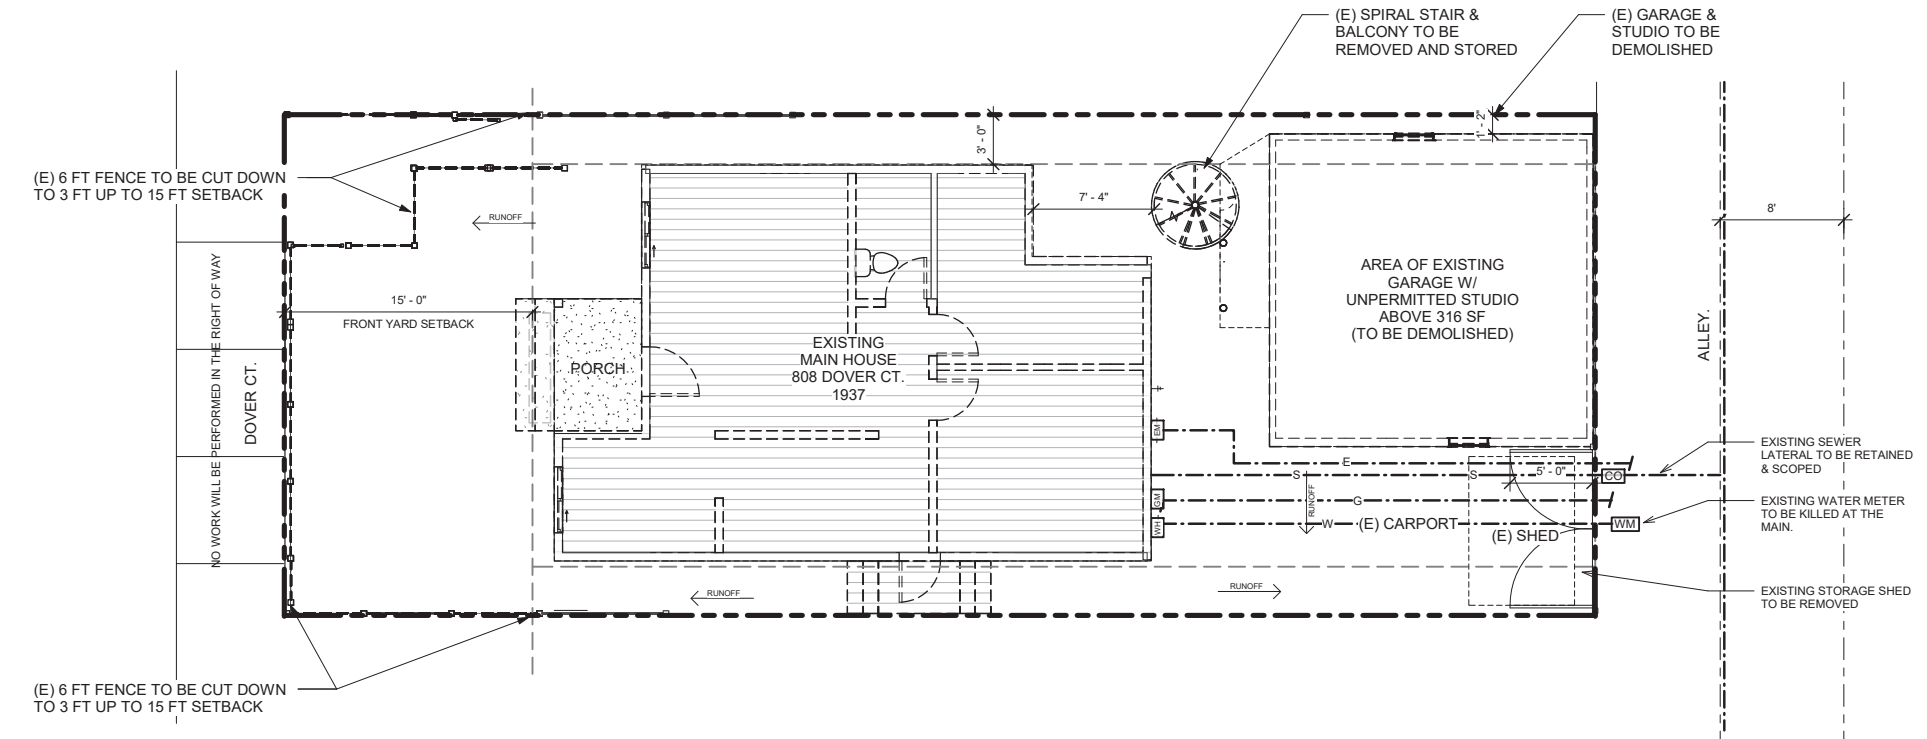 (E) SPIRAL STAIR &
BALCONY TO BE
REMOVED AND STORED
(E) GARAGE &
STUDIO TO BE
DEMOLISHED
(E) 6 FT FENCE TO BE CUT DOWN
TO 3 FT UP TO 15 FT SETBACK
3' - 0"
1' - 2"
RUNOFF
7' - 4"
8'
15' - 0"
FRONT YARD SETBACK
NO WORK WILL BE PERFORMED IN THE RIGHT OF WAY
DOVER CT.
PORCH
EXISTING
MAIN HOUSE
808 DOVER CT.
1937
AREA OF EXISTING
GARAGE W/
UNPERMITTED STUDIO
ABOVE 316 SF
(TO BE DEMOLISHED)
ALLEY.
EM
GM
WH
E
S
S
G
W
RUNOFF
(E) CARPORT
5' - 0"
CO
WM
(E) SHED
EXISTING SEWER
LATERAL TO BE RETAINED
& SCOPED
EXISTING WATER METER
TO BE KILLED AT THE
MAIN.
EXISTING STORAGE SHED
TO BE REMOVED
RUNOFF
RUNOFF
(E) 6 FT FENCE TO BE CUT DOWN
TO 3 FT UP TO 15 FT SETBACK